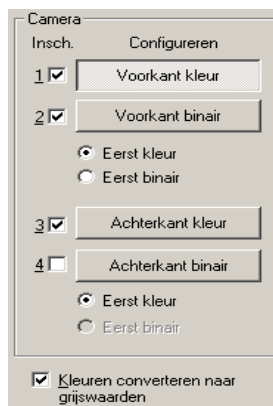 Camera
Insch. Configureren
1 Voorkant kleur
2 Voorkant binair
Eerst kleur
Eerst binair
3 Achterkant kleur
4 Achterkant binair
Eerst kleur
Eerst binair
Kleuren converteren naar
grijswaarden